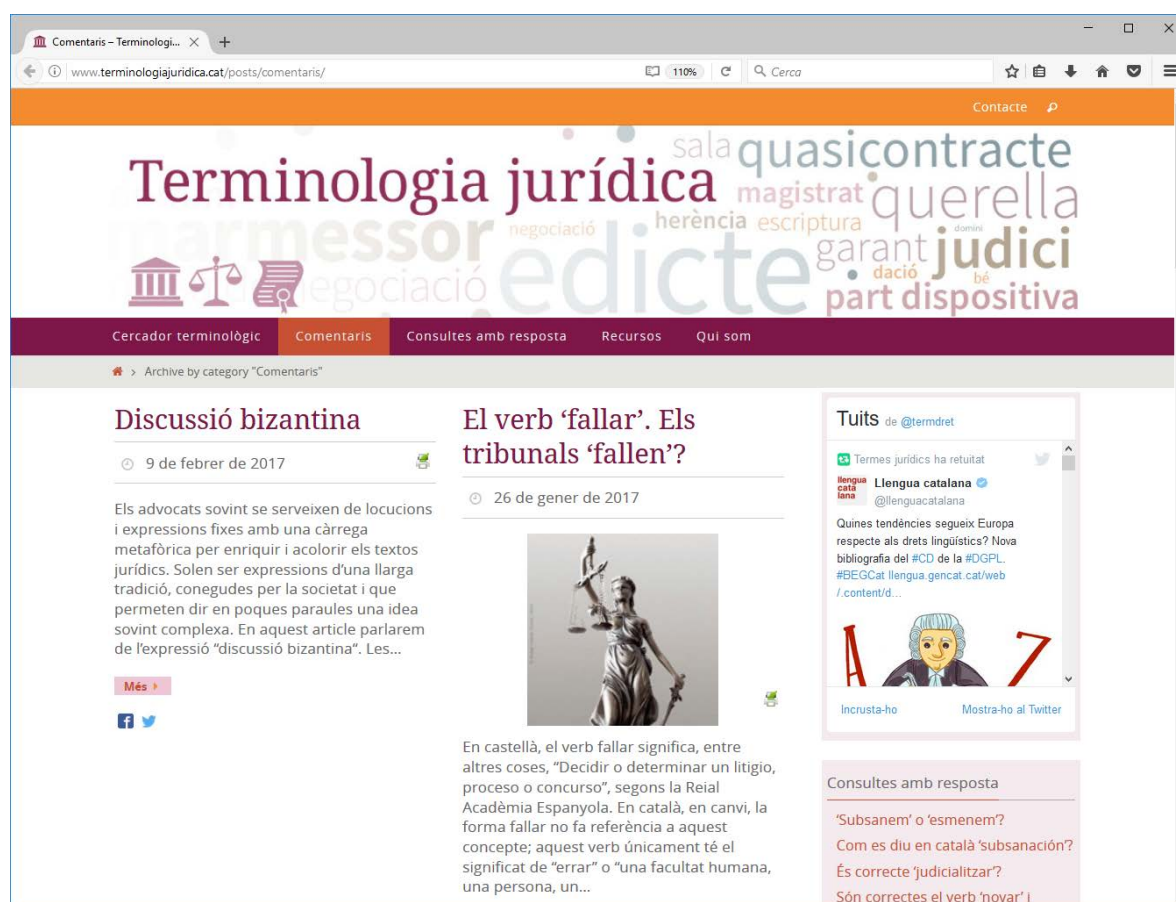 Comentaris – Terminologi...
www.terminologiajuridica.cat/posts/comentaris/
110%
Cerca
Contacte
Terminologia jurídica
sala quasicontracte
magistrat querella
negociació herència escriptura
domini
marmessor edicte garant judici
dació bé
negociació part dispositiva
Cercador terminològic Comentaris Consultes amb resposta Recursos Qui som
> Archive by category "Comentaris"
Discussió bizantina
9 de febrer de 2017
Els advocats sovint se serveixen de locucions
i expressions fixes amb una càrrega
metafòrica per enriquir i acolorir els textos
jurídics. Solen ser expressions d’una llarga
tradició, conegudes per la societat i que
permeten dir en poques paraules una idea
sovint complexa. En aquest article parlarem
de l’expressió “discussió bizantina“. Les...
Més
El verb ‘fallar’. Els
tribunals ‘fallen’?
26 de gener de 2017
En castellà, el verb fallar significa, entre
altres coses, “Decidir o determinar un litigio,
proceso o concurso”, segons la Reial
Acadèmia Espanyola. En català, en canvi, la
forma fallar no fa referència a aquest
concepte; aquest verb únicament té el
significat de “errar” o “una facultat humana,
una persona, un...
Tuits de @termdret
Termes jurídics ha retuitat
llengua
cata
lana
Llengua catalana
@llenguacatalana
Quines tendències segueix Europa
respecte als drets lingüístics? Nova
bibliografia del #CD de la #DGPL.
#BEGCat llengua.gencat.cat/web
/.content/d...
A Z
Incrusta-ho Mostra-ho al Twitter
Consultes amb resposta
‘Subsanem’ o ‘esmenem’?
Com es diu en català ‘subsanación’?
És correcte ‘judicialitzar’?
Són correctes el verb ‘novar’ i